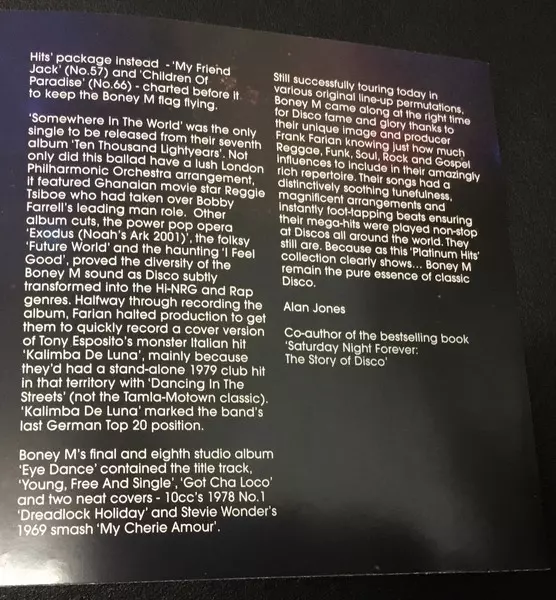 Hits' package instead - 'My Friend
Jack' (No.57) and 'Children Of
Paradise' (No.66) - charted before it
to keep the Boney M flag flying.
'Somewhere In The World' was the only
single to be released from their seventh
album 'Ten Thousand Lightyears'. Not
only did this ballad have a lush London
Philharmonic Orchestra arrangement,
it featured Ghanaian movie star Reggie
Tsiboe who had taken over Bobby
Farrell's leading man role. Other
album cuts, the power pop opera
'Exodus (Noah's Ark 2001)', the folksy
'Future World' and the haunting 'I Feel
Good', proved the diversity of the
Boney M sound as Disco subtly
transformed into the Hi-NRG and Rap
genres. Halfway through recording the
album, Farian halted production to get
them to quickly record a cover version
of Tony Esposito's monster Italian hit
'Kalimba De Luna', mainly because
they'd had a stand-alone 1979 club hit
in that territory with 'Dancing In The
Streets' (not the Tamla-Motown classic).
'Kalimba De Luna' marked the band's
last German Top 20 position.
Boney M's final and eighth studio album
'Eye Dance' contained the title track,
'Young, Free And Single', 'Got Cha Loco'
and two neat covers - 10cc's 1978 No.1
'Dreadlock Holiday' and Stevie Wonder's
1969 smash 'My Cherie Amour'.
Still successfully touring today in
various original line-up permutations,
Boney M came along at the right time
for Disco fame and glory thanks to
their unique image and producer
Frank Farian knowing just how much
Reggae, Funk, Soul, Rock and Gospel
influences to include in their amazingly
rich repertoire. Their songs had a
distinctively soothing tunefulness,
magnificent arrangements and
instantly foot-tapping beats ensuring
their mega-hits were played non-stop
at Discos all around the world. They
still are. Because as this 'Platinum Hits'
collection clearly shows... Boney M
remain the pure essence of classic
Disco.
Alan Jones
Co-author of the bestselling book
'Saturday Night Forever:
The Story of Disco'